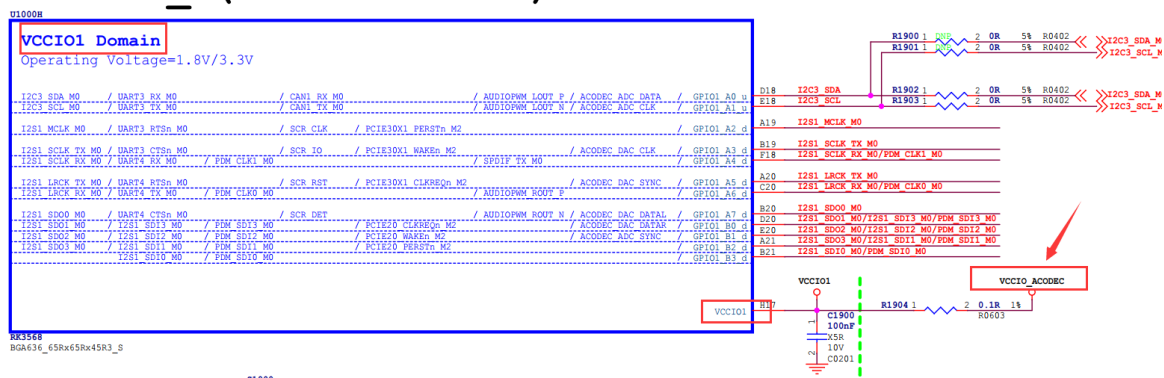 U1000H
VCCIO1 Domain
Operating Voltage=1.8V/3.3V
I2C3_SDA_M0 / UART3_RX_M0 / CAN1_RX_M0 / AUDIOPWM_LOUT_P / ACODEC_ADC_DATA / GPIO1_A0_u
I2C3_SCL_M0 / UART3_TX_M0 / CAN1_TX_M0 / AUDIOPWM_LOUT_N / ACODEC_ADC_CLK / GPIO1_A1_u
I2S1_MCLK_M0 / UART3_RTSn_M0 / SCR_CLK / PCIE30X1_PERSTn_M2 / GPIO1_A2_d
I2S1_SCLK_TX_M0 / UART3_CTSn_M0 / SCR_IO / PCIE30X1_WAKEn_M2 / ACODEC_DAC_CLK / GPIO1_A3_d
I2S1_SCLK_RX_M0 / UART4_RX_M0 / PDM_CLK1_M0 / SPDIF_TX_M0 / GPIO1_A4_d
I2S1_LRCK_TX_M0 / UART4_RTSn_M0 / SCR_RST / PCIE30X1_CLKREQn_M2 / ACODEC_DAC_SYNC / GPIO1_A5_d
I2S1_LRCK_RX_M0 / UART4_TX_M0 / PDM_CLK0_M0 / AUDIOPWM_ROUT_P / GPIO1_A6_d
I2S1_SDO0_M0 / UART4_CTSn_M0 / SCR_DET / AUDIOPWM_ROUT_N / ACODEC_DAC_DATAL / GPIO1_A7_d
I2S1_SDO1_M0 / I2S1_SDI3_M0 / PDM_SDI3_M0 / PCIE20_CLKREQn_M2 / ACODEC_DAC_DATAR / GPIO1_B0_d
I2S1_SDO2_M0 / I2S1_SDI2_M0 / PDM_SDI2_M0 / PCIE20_WAKEn_M2 / ACODEC_ADC_SYNC / GPIO1_B1_d
I2S1_SDO3_M0 / I2S1_SDI1_M0 / PDM_SDI1_M0 / PCIE20_PERSTn_M2 / GPIO1_B2_d
I2S1_SDI0_M0 / PDM_SDI0_M0 / GPIO1_B3_d
VCCIO1
RK3568
BGA636_65Rx65Rx45R3_S
R1900 1 DNP 2 0R 5% R0402 I2C3_SDA_M
R1901 1 DNP 2 0R 5% R0402 I2C3_SCL_M
D18 I2C3_SDA R1902 1 2 0R 5% R0402 I2C3_SDA_M0
E18 I2C3_SCL R1903 1 2 0R 5% R0402 I2C3_SCL_M
A19 I2S1_MCLK_M0
B19 I2S1_SCLK_TX_M0
F18 I2S1_SCLK_RX_M0/PDM_CLK1_M0
A20 I2S1_LRCK_TX_M0
C20 I2S1_LRCK_RX_M0/PDM_CLK0_M0
B20 I2S1_SDO0_M0
D20 I2S1_SDO1_M0/I2S1_SDI3_M0/PDM_SDI3_M0
E20 I2S1_SDO2_M0/I2S1_SDI2_M0/PDM_SDI2_M0
A21 I2S1_SDO3_M0/I2S1_SDI1_M0/PDM_SDI1_M0
B21 I2S1_SDI0_M0/PDM_SDI0_M0
VCCIO1
VCCIO_ACODEC
H17
R1904 1 2 0.1R 1%
R0603
C1900
100nF
X5R
10V
C0201
1
2